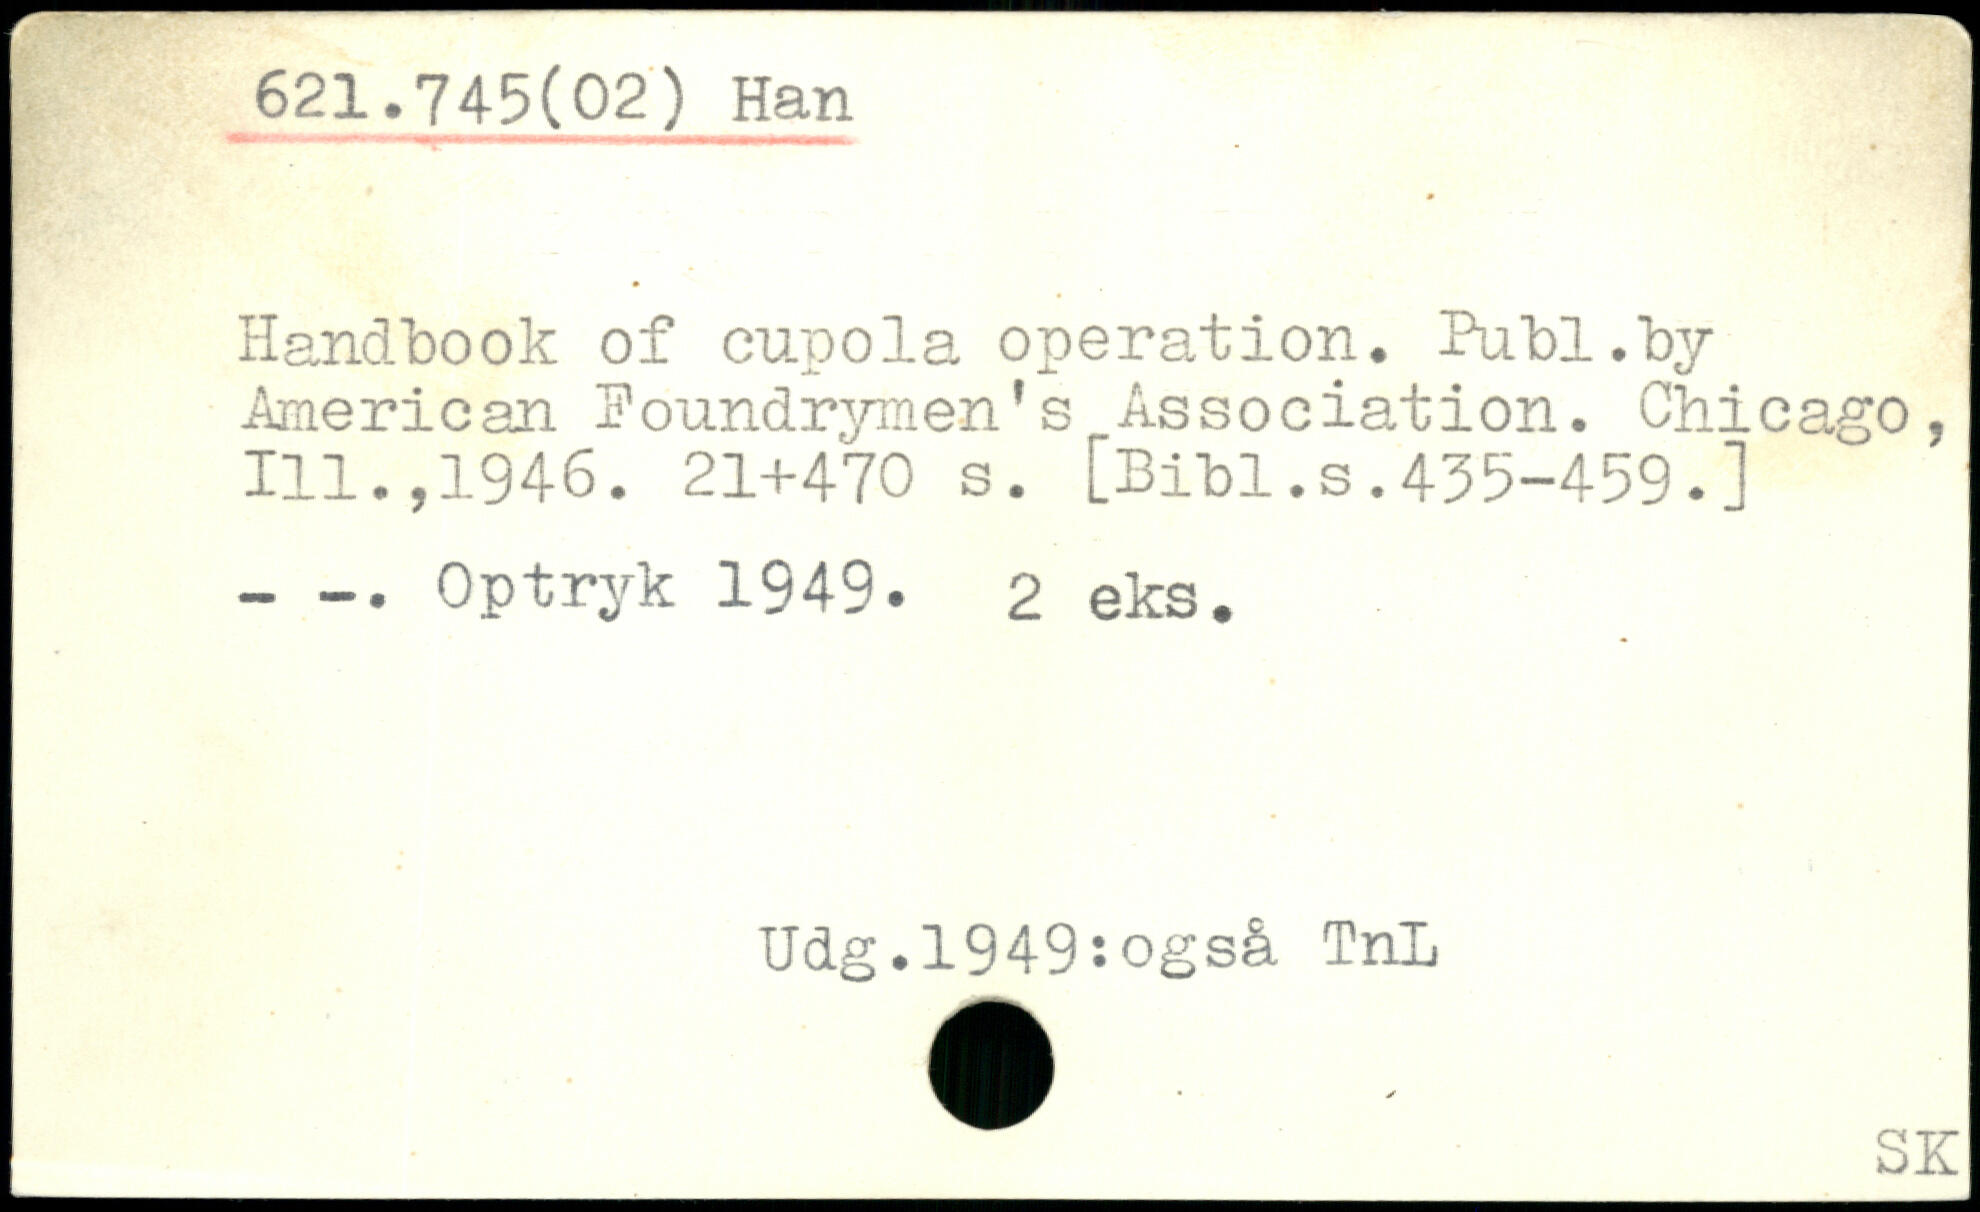 621.745(02) Han
Handbook of cupola operation. Publ.by
American Foundrymen's Association. Chicago,
Ill.,1946. 21+470 s. [Bibl.s.435-459.]
- -. Optryk 1949. 2 eks.
Udg.1949:også TnL
SK